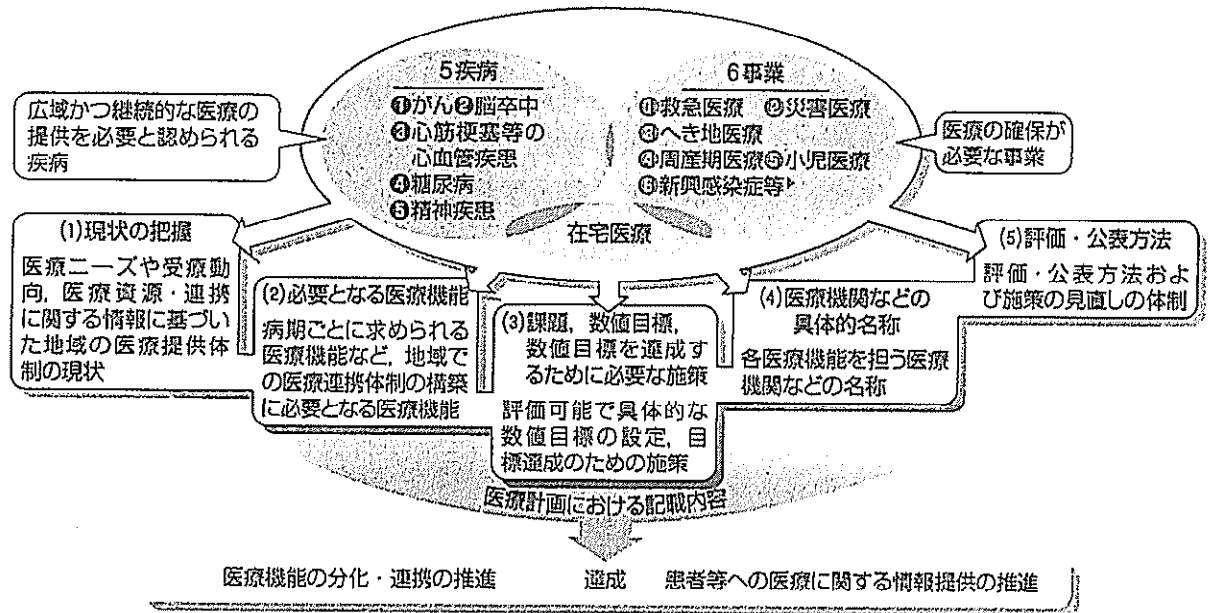 5疾病
❶がん❷脳卒中
❸心筋梗塞等の
心血管疾患
❹糖尿病
❺精神疾患
6事業
①救急医療 ②災害医療
③へき地医療
④周産期医療⑤小児医療
⑥新興感染症等
在宅医療
広域かつ継続的な医療の
提供を必要と認められる
疾病
医療の確保が
必要な事業
(1)現状の把握
医療ニーズや受療動
向，医療資源・連携
に関する情報に基づい
た地域の医療提供体
制の現状
(2)必要となる医療機能
病期ごとに求められる
医療機能など，地域で
の医療連携体制の構築
に必要となる医療機能
(3)課題，数値目標，
数値目標を達成す
るために必要な施策
評価可能で具体的な
数値目標の設定，目
標達成のための施策
(4)医療機関などの
具体的名称
各医療機能を担う医療
機関などの名称
(5)評価・公表方法
評価・公表方法およ
び施策の見直しの体制
医療計画における記載内容
医療機能の分化・連携の推進 達成 患者等への医療に関する情報提供の推進